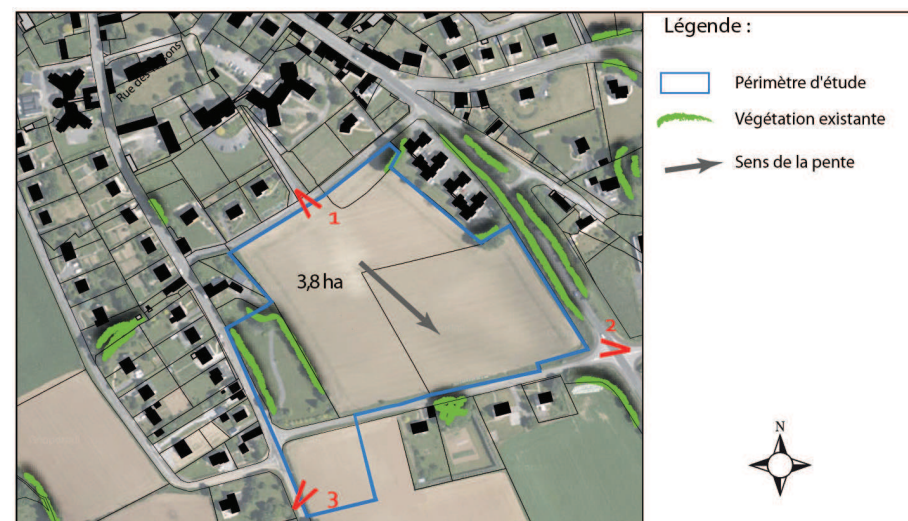 Légende :
Périmètre d'étude
Végétation existante
Sens de la pente
1
3,8 ha
2
3
N